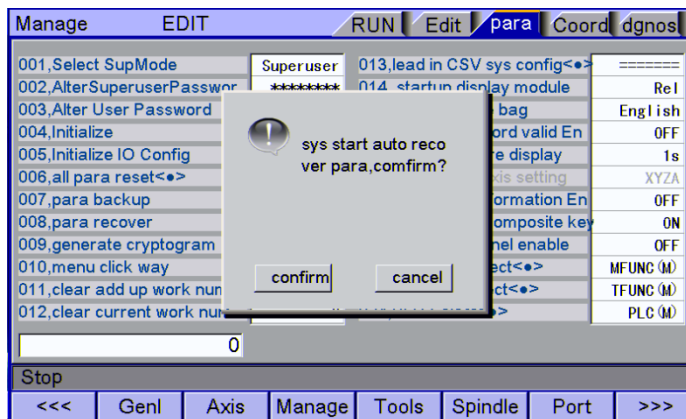 Manage EDIT RUN Edit para Coord dgnos
001,Select SupMode Superuser 013,lead in CSV sys config<●> =======
002,AlterSuperuserPasswor ******** 014, startup display module Rel
003,Alter User Password bag English
004,Initialize ord valid En OFF
005,Initialize IO Config re display 1s
006,all para reset<●> xis setting XYZA
007,para backup ormation En OFF
008,para recover omposite key ON
009,generate cryptogram nel enable OFF
010,menu click way ect<●> MFUNC(M)
011,clear add up work num ct<●> TFUNC(M)
012,clear current work num PLC(M)
sys start auto reco
ver para,comfirm?
confirm cancel
0
Stop
<<< Genl Axis Manage Tools Spindle Port >>>